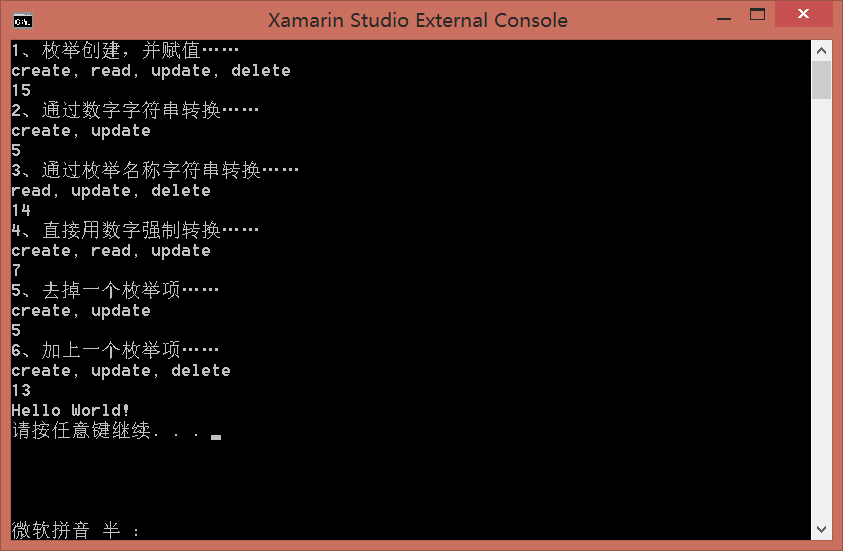 Xamarin Studio External Console
1、枚举创建，并赋值……
create, read, update, delete
15
2、通过数字字符串转换……
create, update
5
3、通过枚举名称字符串转换……
read, update, delete
14
4、直接用数字强制转换……
create, read, update
7
5、去掉一个枚举项……
create, update
5
6、加上一个枚举项……
create, update, delete
13
Hello World!
请按任意键继续. . .
微软拼音 半 :